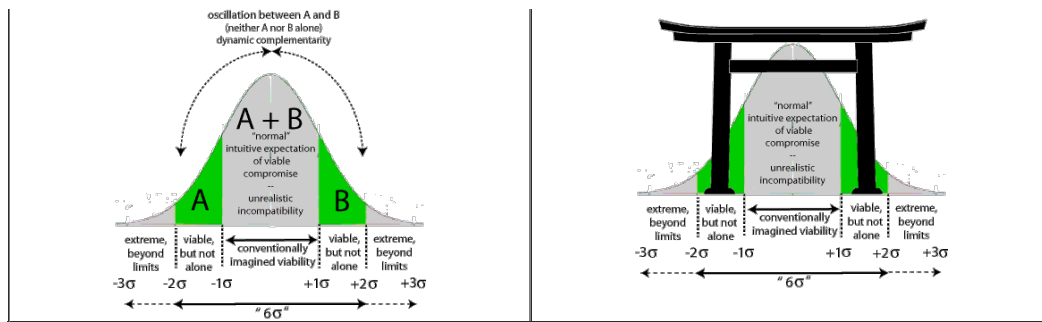 oscillation between A and B
(neither A nor B alone)
dynamic complementarity
A + B
"normal"
intuitive expectation
of viable
compromise
--
unrealistic
incompatibility
A
B
extreme,
beyond
limits
viable,
but not
alone
conventionally
imagined viability
viable,
but not
alone
extreme,
beyond
limits
-3σ -2σ -1σ +1σ +2σ +3σ
"6σ"
"normal"
intuitive expectation
of viable
compromise
--
unrealistic
incompatibility
extreme,
beyond
limits
viable,
but not
alone
conventionally
imagined viability
viable,
but not
alone
extreme,
beyond
limits
-3σ -2σ -1σ +1σ +2σ +3σ
"6σ"